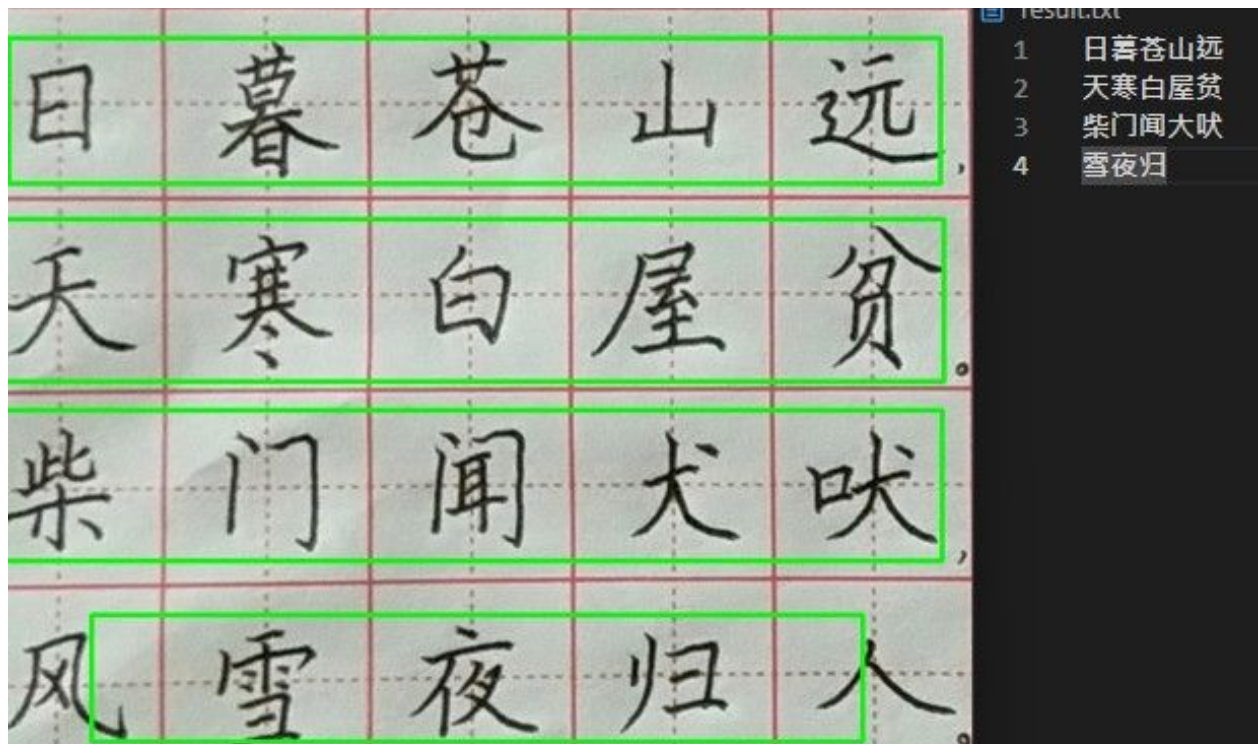 日暮苍山远，
天寒白屋贫。
柴门闻犬吠，
风雪夜归人。
result.txt
1 日暮苍山远
2 天寒白屋贫
3 柴门闻大吠
4 雪夜归